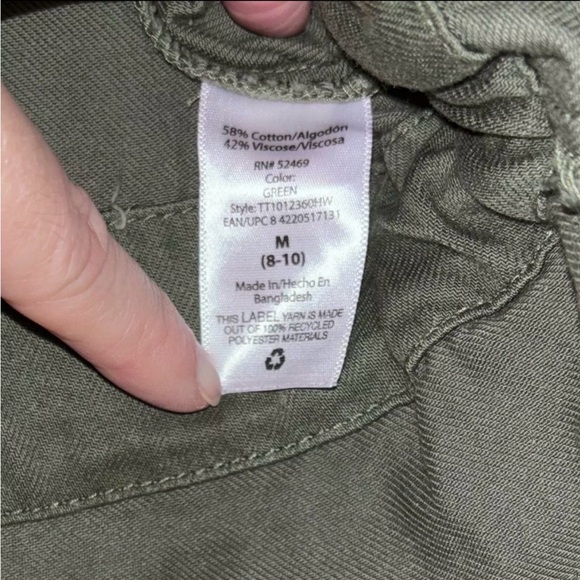 58% Cotton/Algodón
42% Viscose/Viscosa
RN# 52469
Color:
GREEN
Style: TT1012360HW
EAN/UPC 8 4220517131
M
(8-10)
Made In/Hecho En
Bangladesh
THIS LABEL YARN IS MADE
OUT OF 100% RECYCLED
POLYESTER MATERIALS